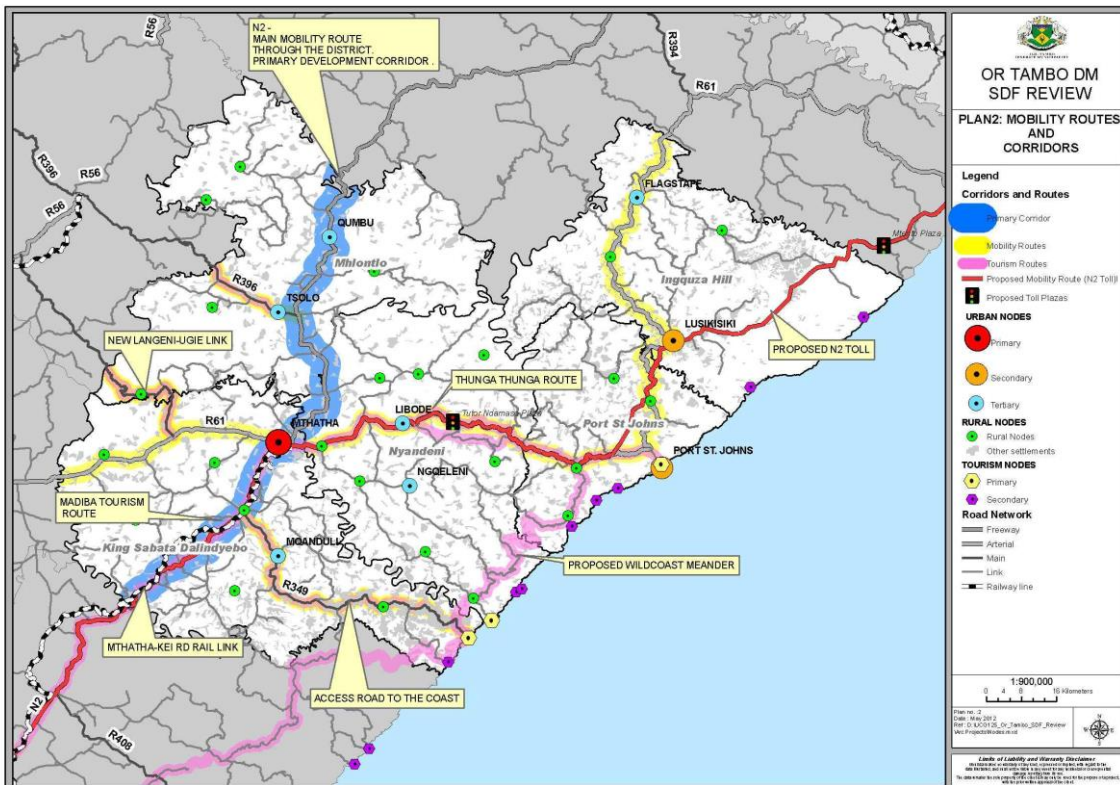 N2 -
MAIN MOBILITY ROUTE
THROUGH THE DISTRICT.
PRIMARY DEVELOPMENT CORRIDOR .
R56
R394
R61
R396
R56
R56
FLAGSTAFF
QUMBU
Mhlontlo
Ingquza Hill
Mtentu Plaza
R396
TSOLO
LUSIKISIKI
NEW LANGENI-UGIE LINK
PROPOSED N2 TOLL
THUNGA THUNGA ROUTE
R61
MTHATHA
LIBODE
Tutor Ndamase Plaza
Port St Johns
Nyandeni
PORT ST. JOHNS
NGQELENI
MADIBA TOURISM
ROUTE
King Sabata Dalindyebo
MQANDULI
PROPOSED WILDCOAST MEANDER
R349
MTHATHA-KEI RD RAIL LINK
ACCESS ROAD TO THE COAST
N2
R408
OR TAMBO DM
SDF REVIEW
PLAN2: MOBILITY ROUTES
AND
CORRIDORS
Legend
Corridors and Routes
Primary Corridor
Mobility Routes
Tourism Routes
Proposed Mobility Route (N2 Toll)
Proposed Toll Plazas
URBAN NODES
Primary
Secondary
Tertiary
RURAL NODES
Rural Nodes
Other settlements
TOURISM NODES
Primary
Secondary
Road Network
Freeway
Arterial
Main
Link
Railway line
1:900,000
0 4 8 16 Kilometers
Plan no. :2
Date : May 2012
Limits of Liability and Warranty Disclaimer